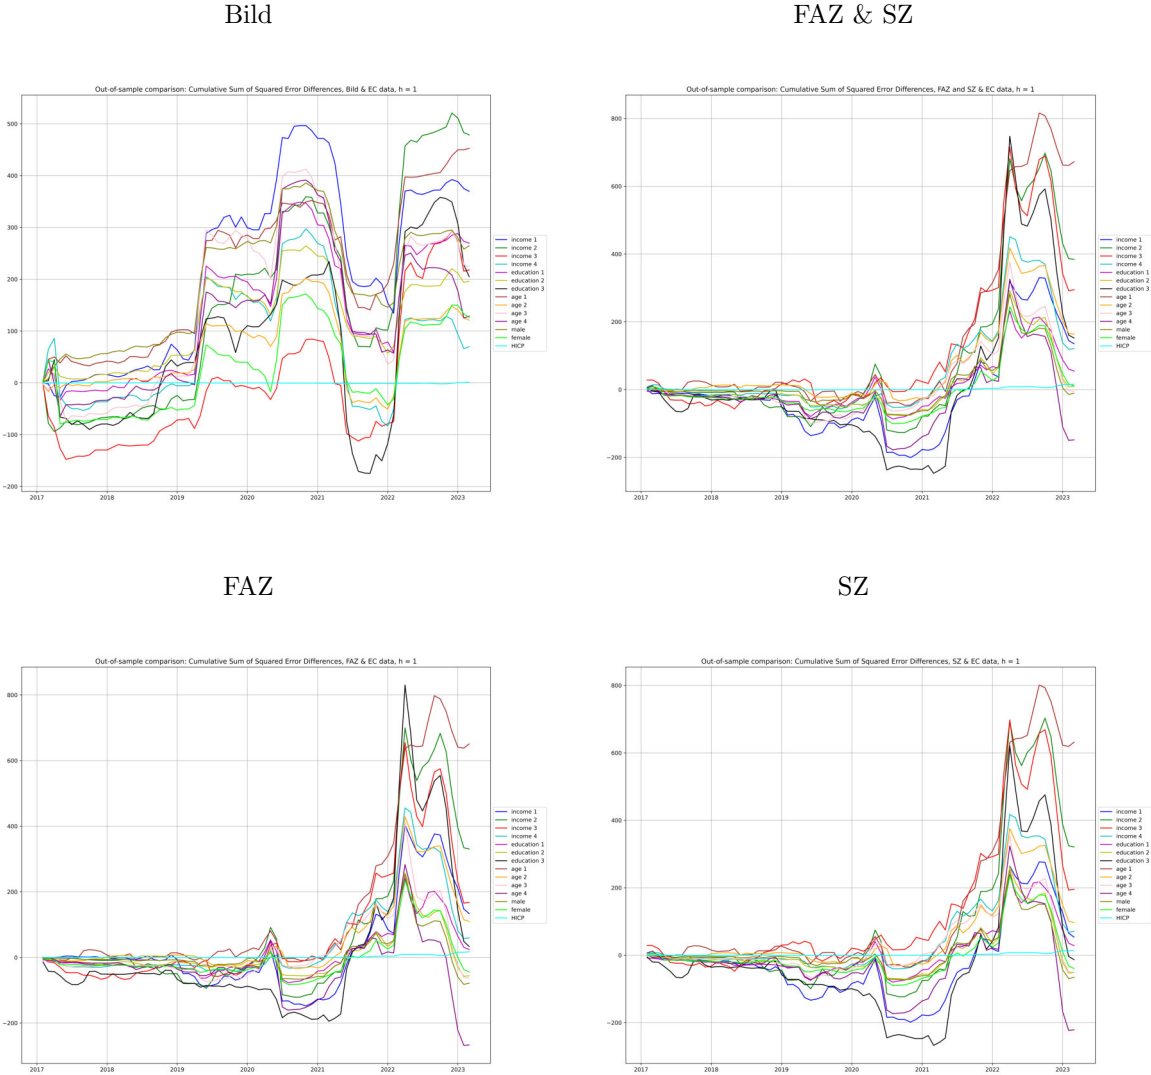 Bild
FAZ & SZ
Out-of-sample comparison: Cumulative Sum of Squared Error Differences, Bild & EC data, h = 1
500
400
300
200
100
0
−100
−200
2017
2018
2019
2020
2021
2022
2023
income 1
income 2
income 3
income 4
education 1
education 2
education 3
age 1
age 2
age 3
age 4
male
female
HICP
Out-of-sample comparison: Cumulative Sum of Squared Error Differences, FAZ and SZ & EC data, h = 1
800
600
400
200
0
−200
2017
2018
2019
2020
2021
2022
2023
income 1
income 2
income 3
income 4
education 1
education 2
education 3
age 1
age 2
age 3
age 4
male
female
HICP
FAZ
SZ
Out-of-sample comparison: Cumulative Sum of Squared Error Differences, FAZ & EC data, h = 1
800
600
400
200
0
−200
2017
2018
2019
2020
2021
2022
2023
income 1
income 2
income 3
income 4
education 1
education 2
education 3
age 1
age 2
age 3
age 4
male
female
HICP
Out-of-sample comparison: Cumulative Sum of Squared Error Differences, SZ & EC data, h = 1
800
600
400
200
0
−200
2017
2018
2019
2020
2021
2022
2023
income 1
income 2
income 3
income 4
education 1
education 2
education 3
age 1
age 2
age 3
age 4
male
female
HICP